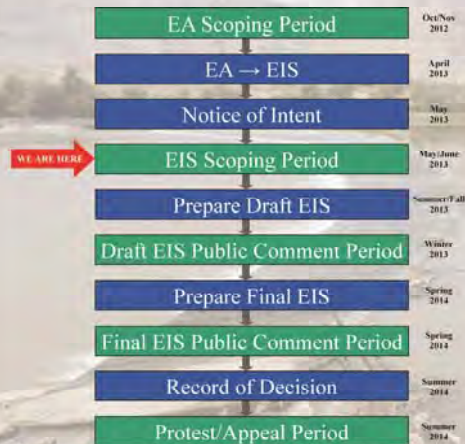 EA Scoping Period
Oct/Nov
2012
EA → EIS
April
2013
Notice of Intent
May
2013
WE ARE HERE
EIS Scoping Period
May/June
2013
Prepare Draft EIS
Summer/Fall
2013
Draft EIS Public Comment Period
Winter
2013
Prepare Final EIS
Spring
2014
Final EIS Public Comment Period
Spring
2014
Record of Decision
Summer
2014
Protest/Appeal Period
Summer
2014